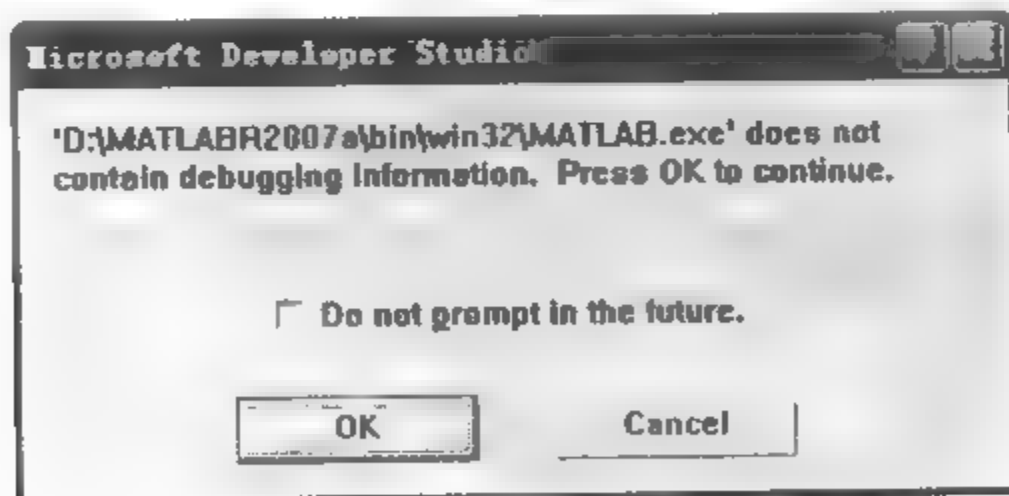 Microsoft Developer Studio
'D:\MATLABR2007a\bin\win32\MATLAB.exe' does not
contain debugging information.  Press OK to continue.
Do not prompt in the future.
OK
Cancel